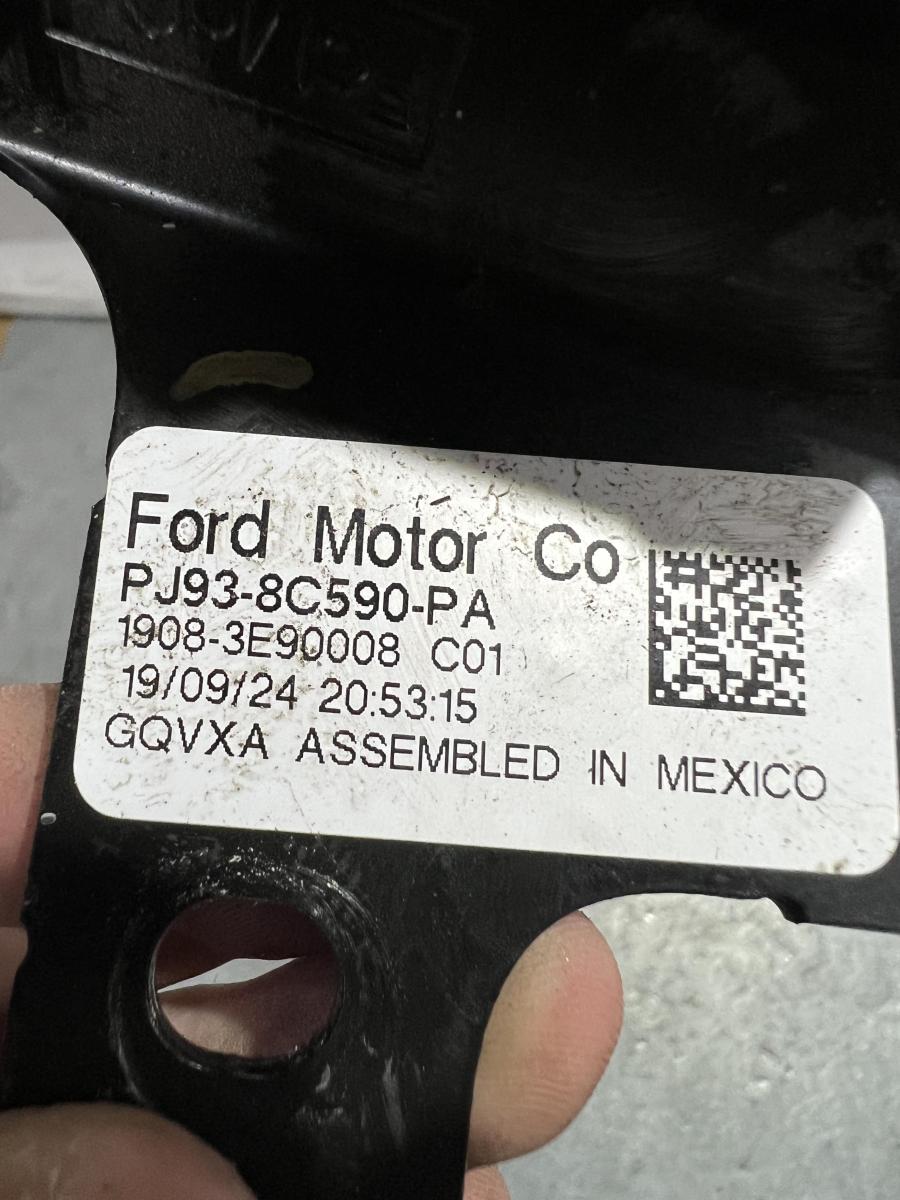 Ford Motor Co
PJ93-8C590-PA
1908-3E90008 C01
19/09/24 20:53:15
GQVXA ASSEMBLED IN MEXICO